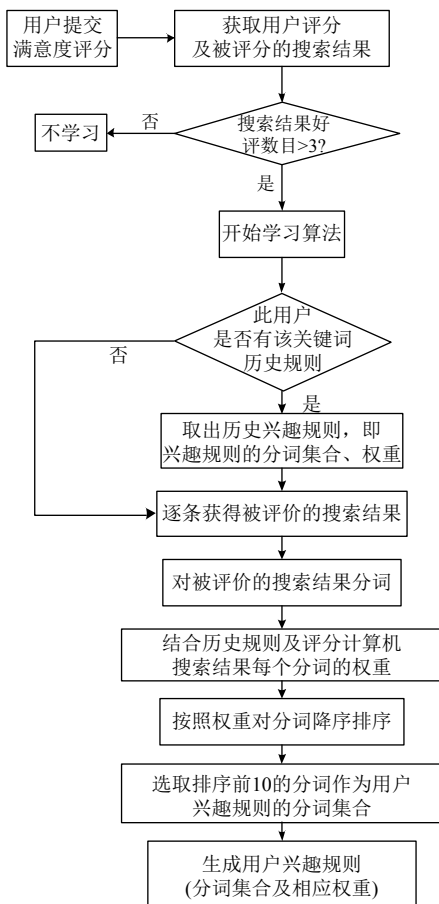 用户提交
满意度评分
获取用户评分
及被评分的搜索结果
搜索结果好
评数目>3?
否
不学习
是
开始学习算法
此用户
是否有该关键词
历史规则
否
是
取出历史兴趣规则，即
兴趣规则的分词集合、权重
逐条获得被评价的搜索结果
对被评价的搜索结果分词
结合历史规则及评分计算机
搜索结果每个分词的权重
按照权重对分词降序排序
选取排序前10的分词作为用户
兴趣规则的分词集合
生成用户兴趣规则
(分词集合及相应权重)